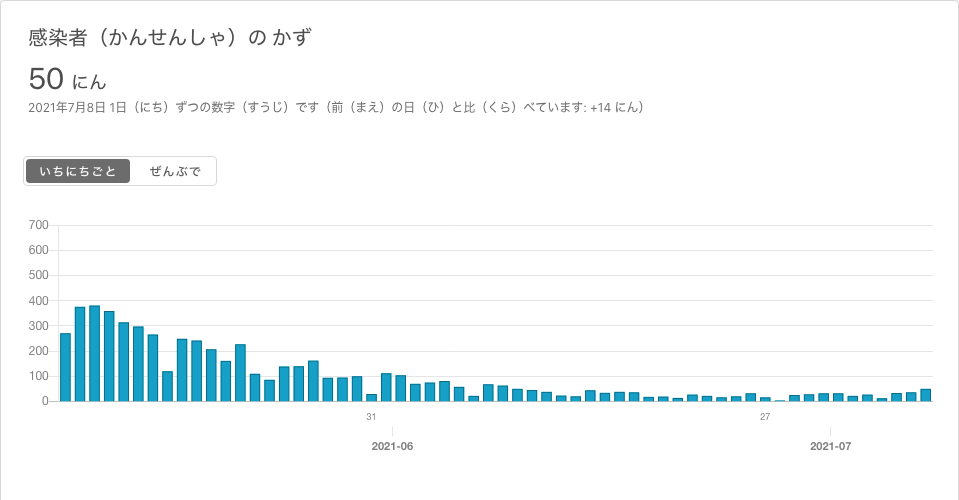 感染者（かんせんしゃ）の かず
50 にん
2021年7月8日 1日（にち）ずつの数字（すうじ）です（前（まえ）の日（ひ）と比（くら）べています: +14 にん）
いちにちごと ぜんぶで
700
600
500
400
300
200
100
0
31 27
2021-06 2021-07